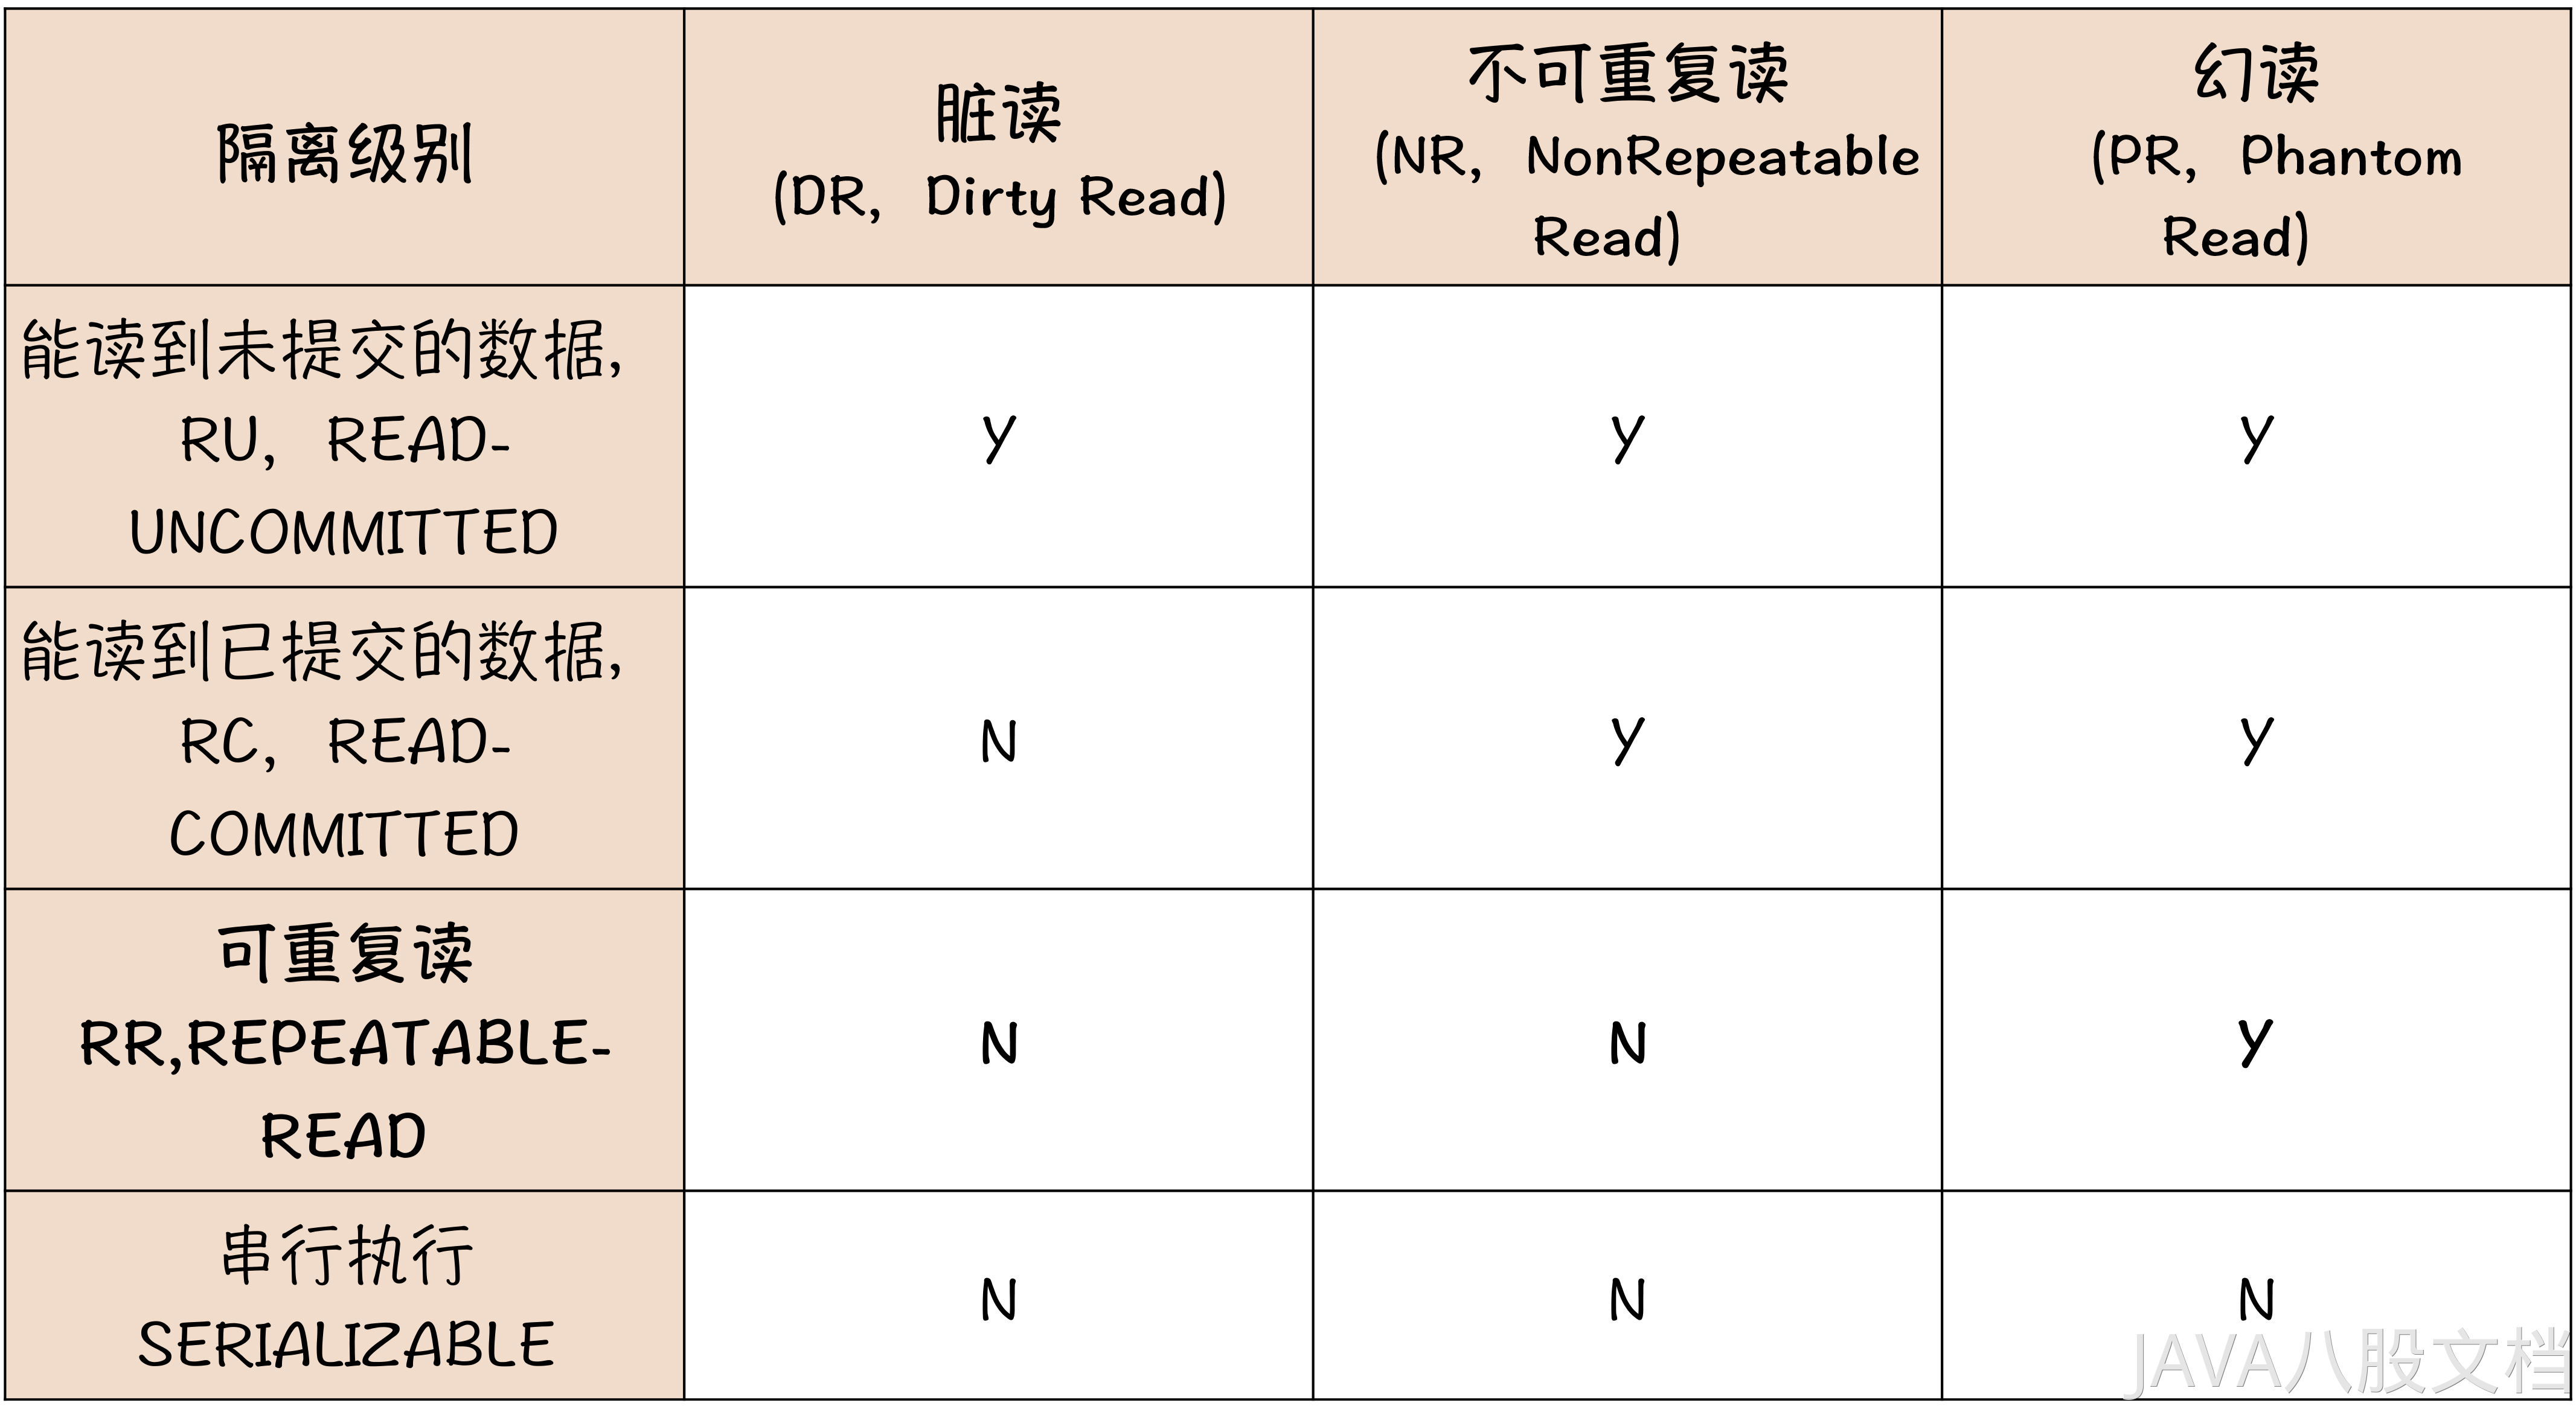 隔离级别
脏读
(DR，Dirty Read)
不可重复读
(NR，NonRepeatable
Read)
幻读
(PR，Phantom
Read)
能读到未提交的数据，
RU，READ-
UNCOMMITTED
Y
Y
Y
能读到已提交的数据，
RC，READ-
COMMITTED
N
Y
Y
可重复读
RR,REPEATABLE-
READ
N
N
Y
串行执行
SERIALIZABLE
N
N
N
JAVA八股文档